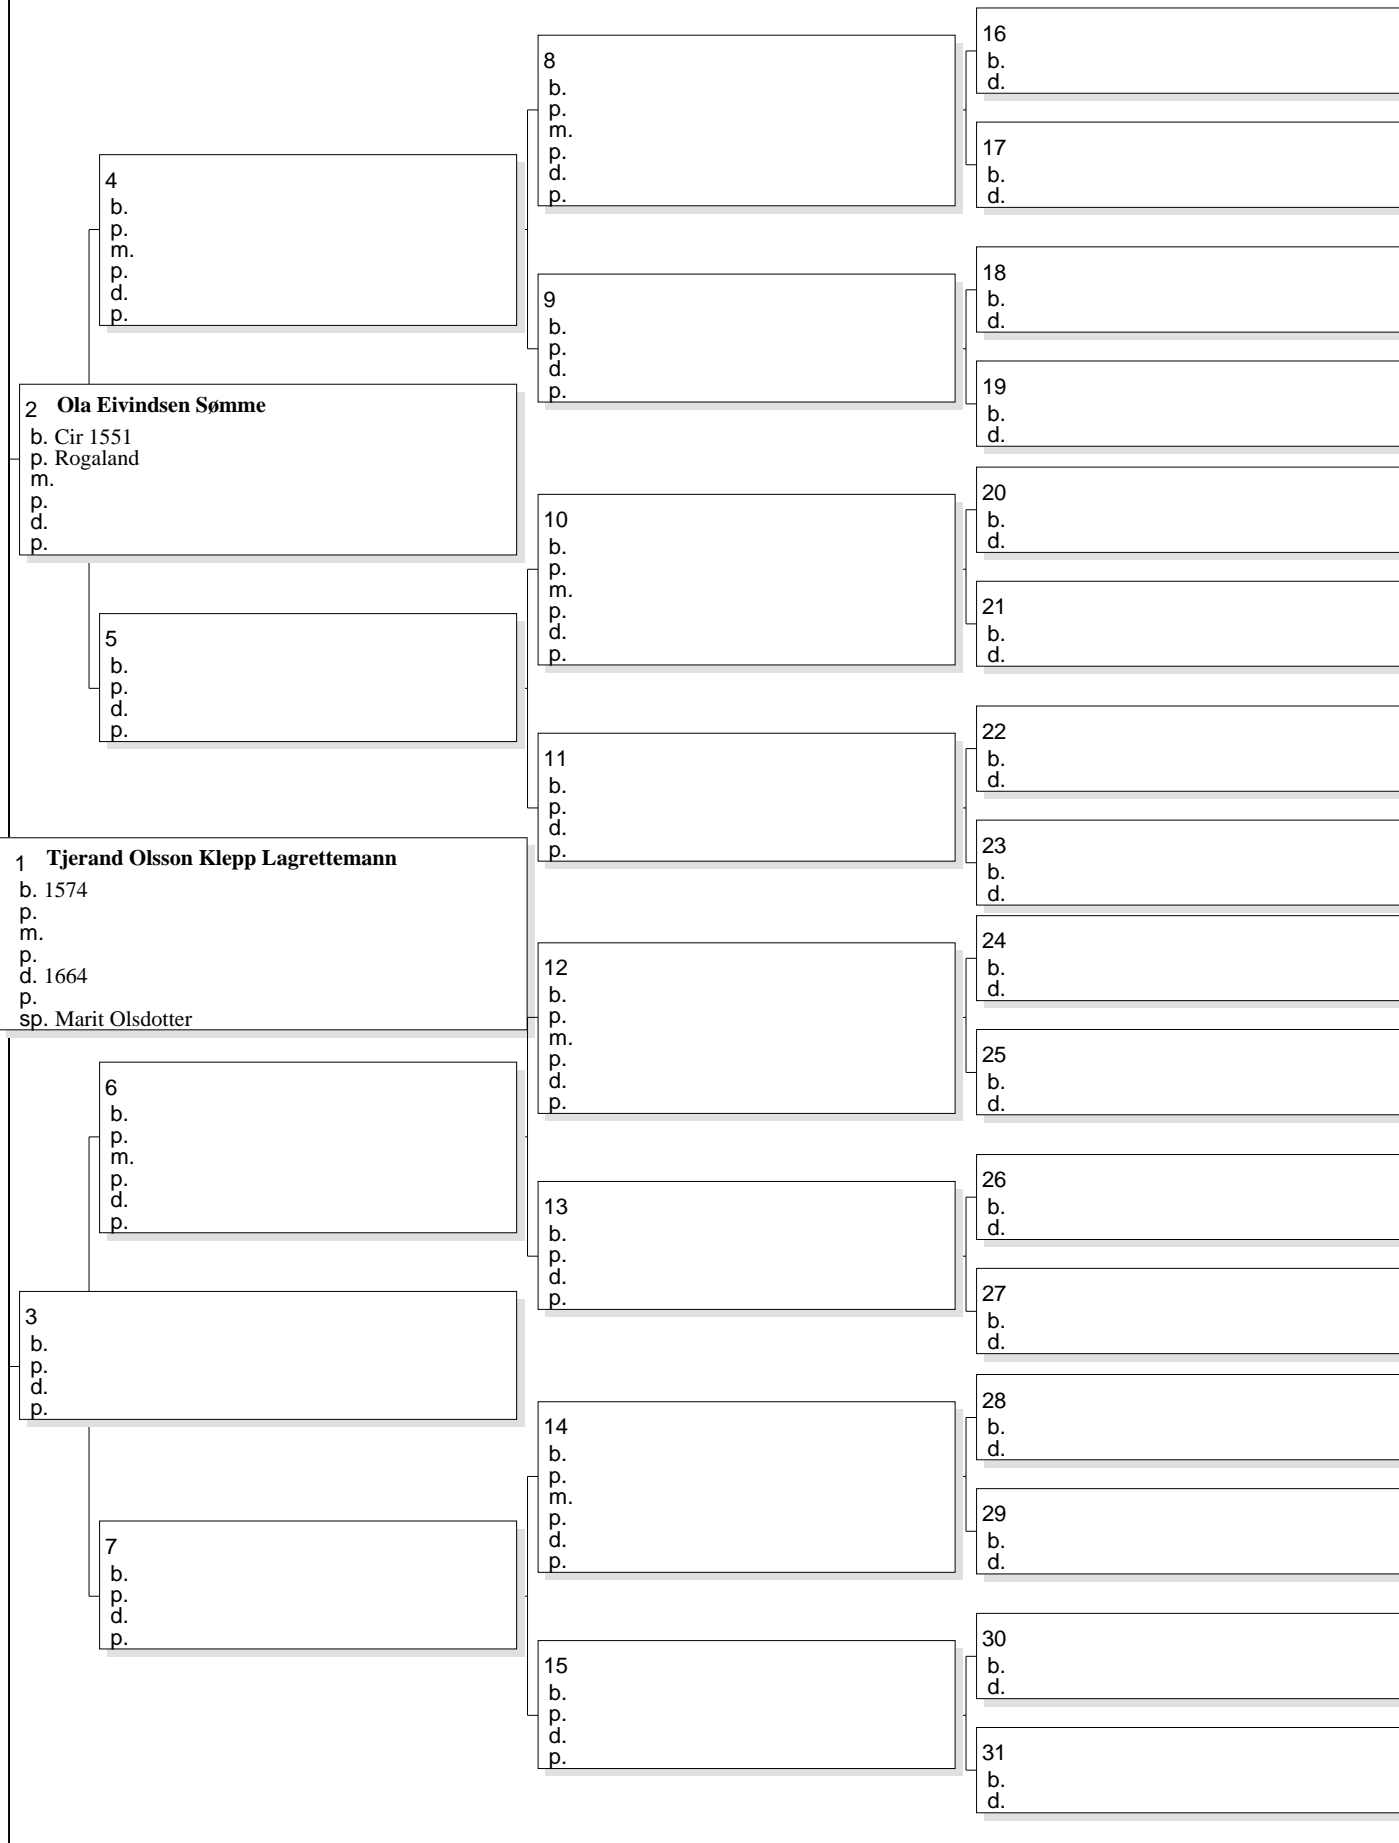 16
b.
d.
8
b.
p.
m.
p.
d.
p.
17
b.
d.
4
b.
p.
m.
p.
d.
p.
18
b.
d.
9
b.
p.
d.
p.
19
b.
d.
2 Ola Eivindsen Sømme
b. Cir 1551
p. Rogaland
m.
p.
d.
p.
20
b.
d.
10
b.
p.
m.
p.
d.
p.
21
b.
d.
5
b.
p.
d.
p.
22
b.
d.
11
b.
p.
d.
p.
23
b.
d.
1 Tjerand Olsson Klepp Lagrettemann
b. 1574
p.
m.
p.
d. 1664
p.
sp. Marit Olsdotter
24
b.
d.
12
b.
p.
m.
p.
d.
p.
25
b.
d.
6
b.
p.
m.
p.
d.
p.
26
b.
d.
13
b.
p.
d.
p.
27
b.
d.
3
b.
p.
d.
p.
28
b.
d.
14
b.
p.
m.
p.
d.
p.
29
b.
d.
7
b.
p.
d.
p.
30
b.
d.
15
b.
p.
d.
p.
31
b.
d.